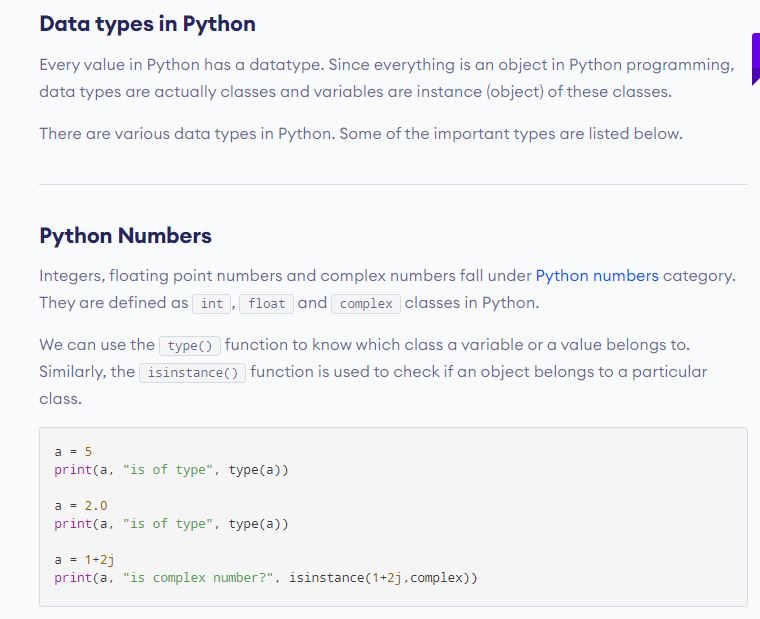 Data types in Python
Every value in Python has a datatype. Since everything is an object in Python programming,
data types are actually classes and variables are instance (object) of these classes.
There are various data types in Python. Some of the important types are listed below.
Python Numbers
Integers, floating point numbers and complex numbers fall under Python numbers category.
They are defined as int, float and complex classes in Python.
We can use the type() function to know which class a variable or a value belongs to.
Similarly, the isinstance() function is used to check if an object belongs to a particular
class.
a = 5
print(a, "is of type", type(a))
a = 2.0
print(a, "is of type", type(a))
a = 1+2j
print(a, "is complex number?", isinstance(1+2j,complex))